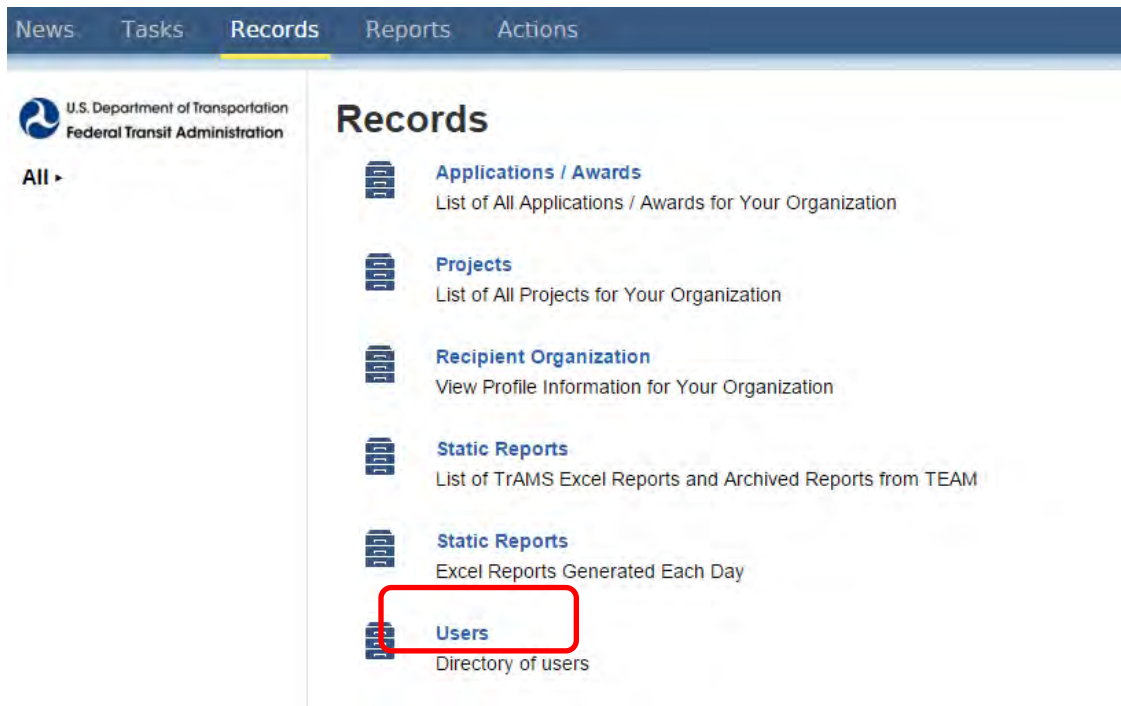 News Tasks Records Reports Actions
U.S. Department of Transportation
Federal Transit Administration
All
Records
Applications / Awards
List of All Applications / Awards for Your Organization
Projects
List of All Projects for Your Organization
Recipient Organization
View Profile Information for Your Organization
Static Reports
List of TrAMS Excel Reports and Archived Reports from TEAM
Static Reports
Excel Reports Generated Each Day
Users
Directory of users